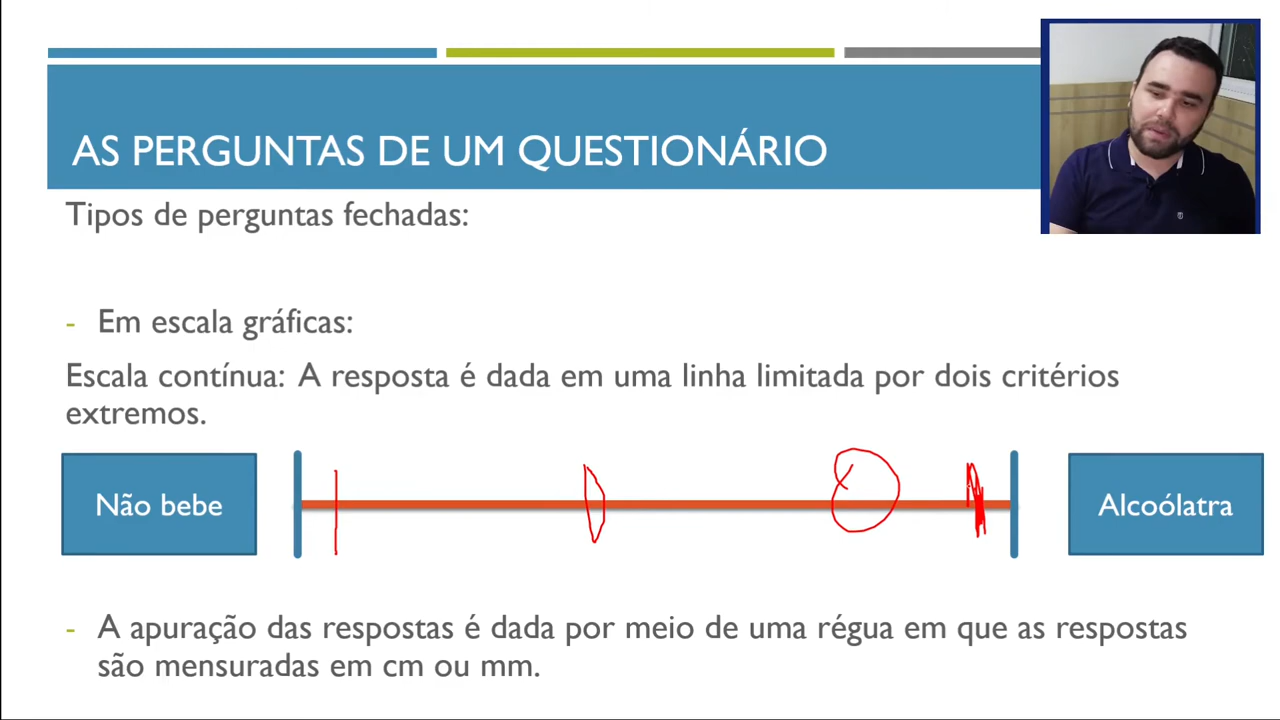 AS PERGUNTAS DE UM QUESTIONÁRIO
Tipos de perguntas fechadas:
- Em escala gráficas:
Escala contínua: A resposta é dada em uma linha limitada por dois critérios
extremos.
Não bebe
Alcoólatra
- A apuração das respostas é dada por meio de uma régua em que as respostas
são mensuradas em cm ou mm.